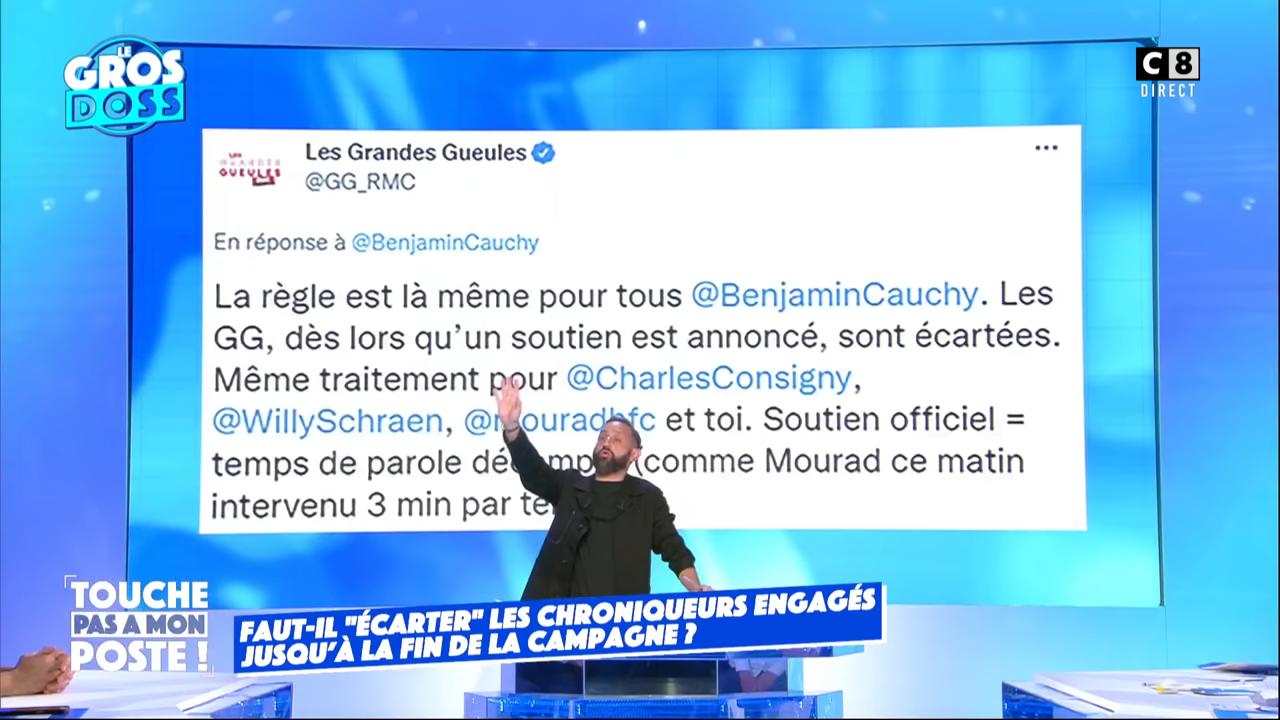 LE
GROS
DOSS
C8
DIRECT
LES
GRANDES
GUEULES
Les Grandes Gueules
@GG_RMC
En réponse à @BenjaminCauchy
La règle est là même pour tous @BenjaminCauchy. Les
GG, dès lors qu'un soutien est annoncé, sont écartées.
Même traitement pour @CharlesConsigny,
@WillySchraen, et toi. Soutien officiel =
temps de parole (comme Mourad ce matin
intervenu 3 min par
TOUCHE
PAS A MON
POSTE !
FAUT-IL "ÉCARTER" LES CHRONIQUEURS ENGAGÉS
JUSQU'À LA FIN DE LA CAMPAGNE ?